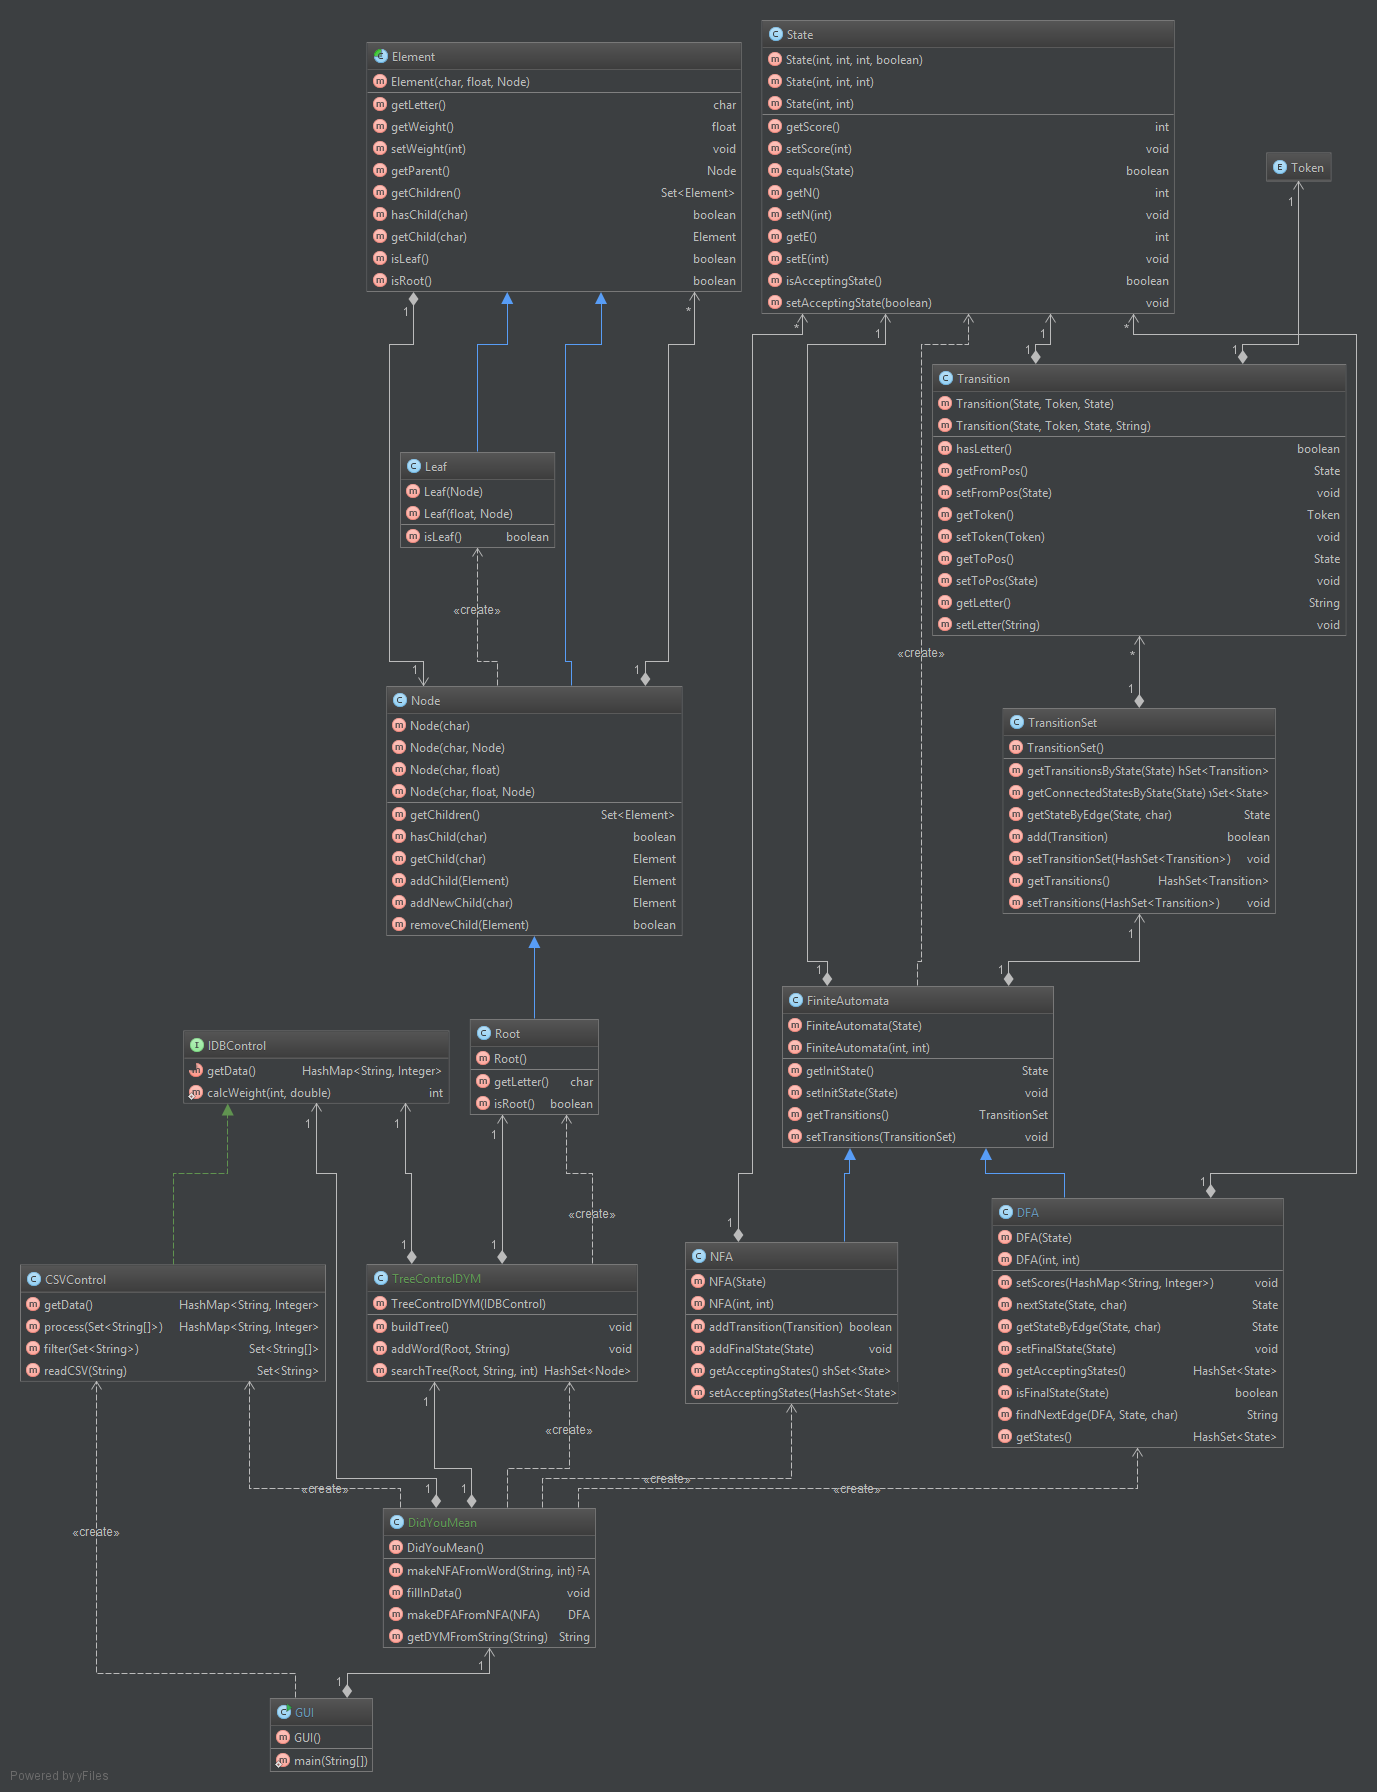 Element
Element(char, float, Node)
getLetter() char
getWeight() float
setWeight(int) void
getParent() Node
getChildren() Set<Element>
hasChild(char) boolean
getChild(char) Element
isLeaf() boolean
isRoot() boolean
1
*
State
State(int, int, int, boolean)
State(int, int, int)
State(int, int)
getScore() int
setScore(int) void
equals(State) boolean
getN() int
setN(int) void
getE() int
setE(int) void
isAcceptingState() boolean
setAcceptingState(boolean) void
*
1
1
*
Token
1
1
1
Transition
Transition(State, Token, State)
Transition(State, Token, State, String)
hasLetter() boolean
getFromPos() State
setFromPos(State) void
getToken() Token
setToken(Token) void
getToPos() State
setToPos(State) void
getLetter() String
setLetter(String) void
*
1
Leaf
Leaf(Node)
Leaf(float, Node)
isLeaf() boolean
«create»
«create»
1
1
Node
Node(char)
Node(char, Node)
Node(char, float)
Node(char, float, Node)
getChildren() Set<Element>
hasChild(char) boolean
getChild(char) Element
addChild(Element) Element
addNewChild(char) Element
removeChild(Element) boolean
TransitionSet
TransitionSet()
getTransitionsByState(State) hSet<Transition>
getConnectedStatesByState(State) Set<State>
getStateByEdge(State, char) State
add(Transition) boolean
setTransitionSet(HashSet<Transition>) void
getTransitions() HashSet<Transition>
setTransitions(HashSet<Transition>) void
1
1
1
FiniteAutomata
FiniteAutomata(State)
FiniteAutomata(int, int)
getInitState() State
setInitState(State) void
getTransitions() TransitionSet
setTransitions(TransitionSet) void
Root
Root()
getLetter() char
isRoot() boolean
IDBControl
getData() HashMap<String, Integer>
calcWeight(int, double) int
1
1
1
«create»
1
1
1
1
CSVControl
getData() HashMap<String, Integer>
process(Set<String[]>) HashMap<String, Integer>
filter(Set<String>) Set<String[]>
readCSV(String) Set<String>
TreeControlDYM
TreeControlDYM(IDBControl)
buildTree() void
addWord(Root, String) void
searchTree(Root, String, int) HashSet<Node>
NFA
NFA(State)
NFA(int, int)
addTransition(Transition) boolean
addFinalState(State) void
getAcceptingStates() shSet<State>
setAcceptingStates(HashSet<State>
DFA
DFA(State)
DFA(int, int)
setScores(HashMap<String, Integer>) void
nextState(State, char) State
getStateByEdge(State, char) State
setFinalState(State) void
getAcceptingStates() HashSet<State>
isFinalState(State) boolean
findNextEdge(DFA, State, char) String
getStates() HashSet<State>
1
«create»
«create»
«create»
1
1
«create»
«create»
DidYouMean
DidYouMean()
makeNFAFromWord(String, int) FA
fillInData() void
makeDFAFromNFA(NFA) DFA
getDYMFromString(String) String
1
1
GUI
GUI()
main(String[])
Powered by yFiles